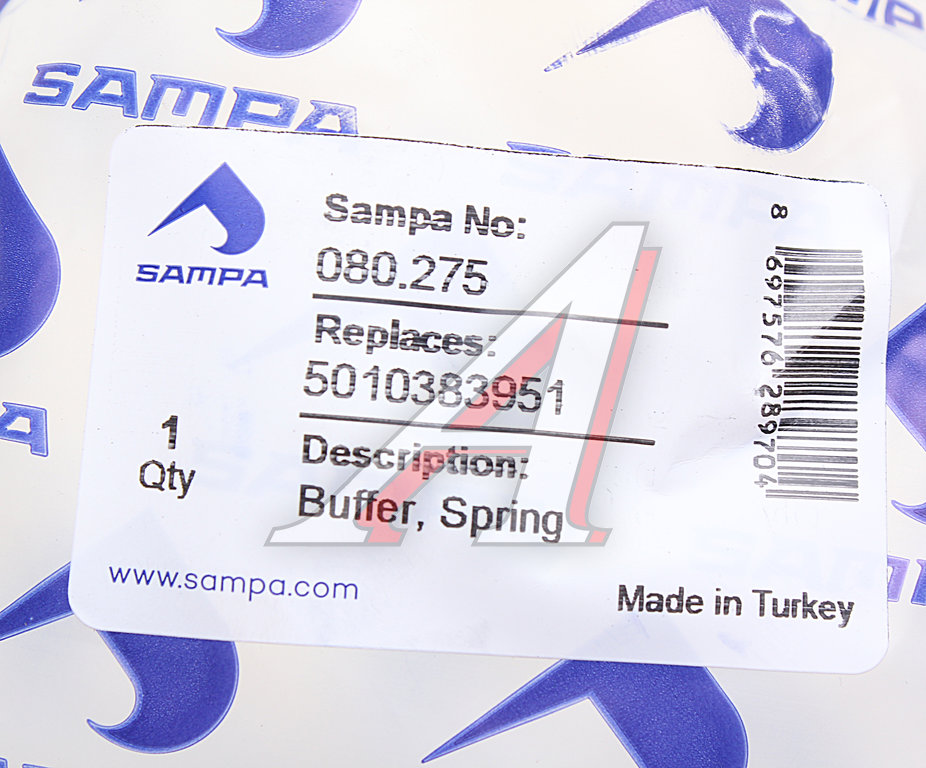 SAMPA
SAMPA
Sampa No:
080.275
Replaces:
5010383951
Description:
Buffer, Spring
1
Qty
www.sampa.com
Made in Turkey
8 697576 289704